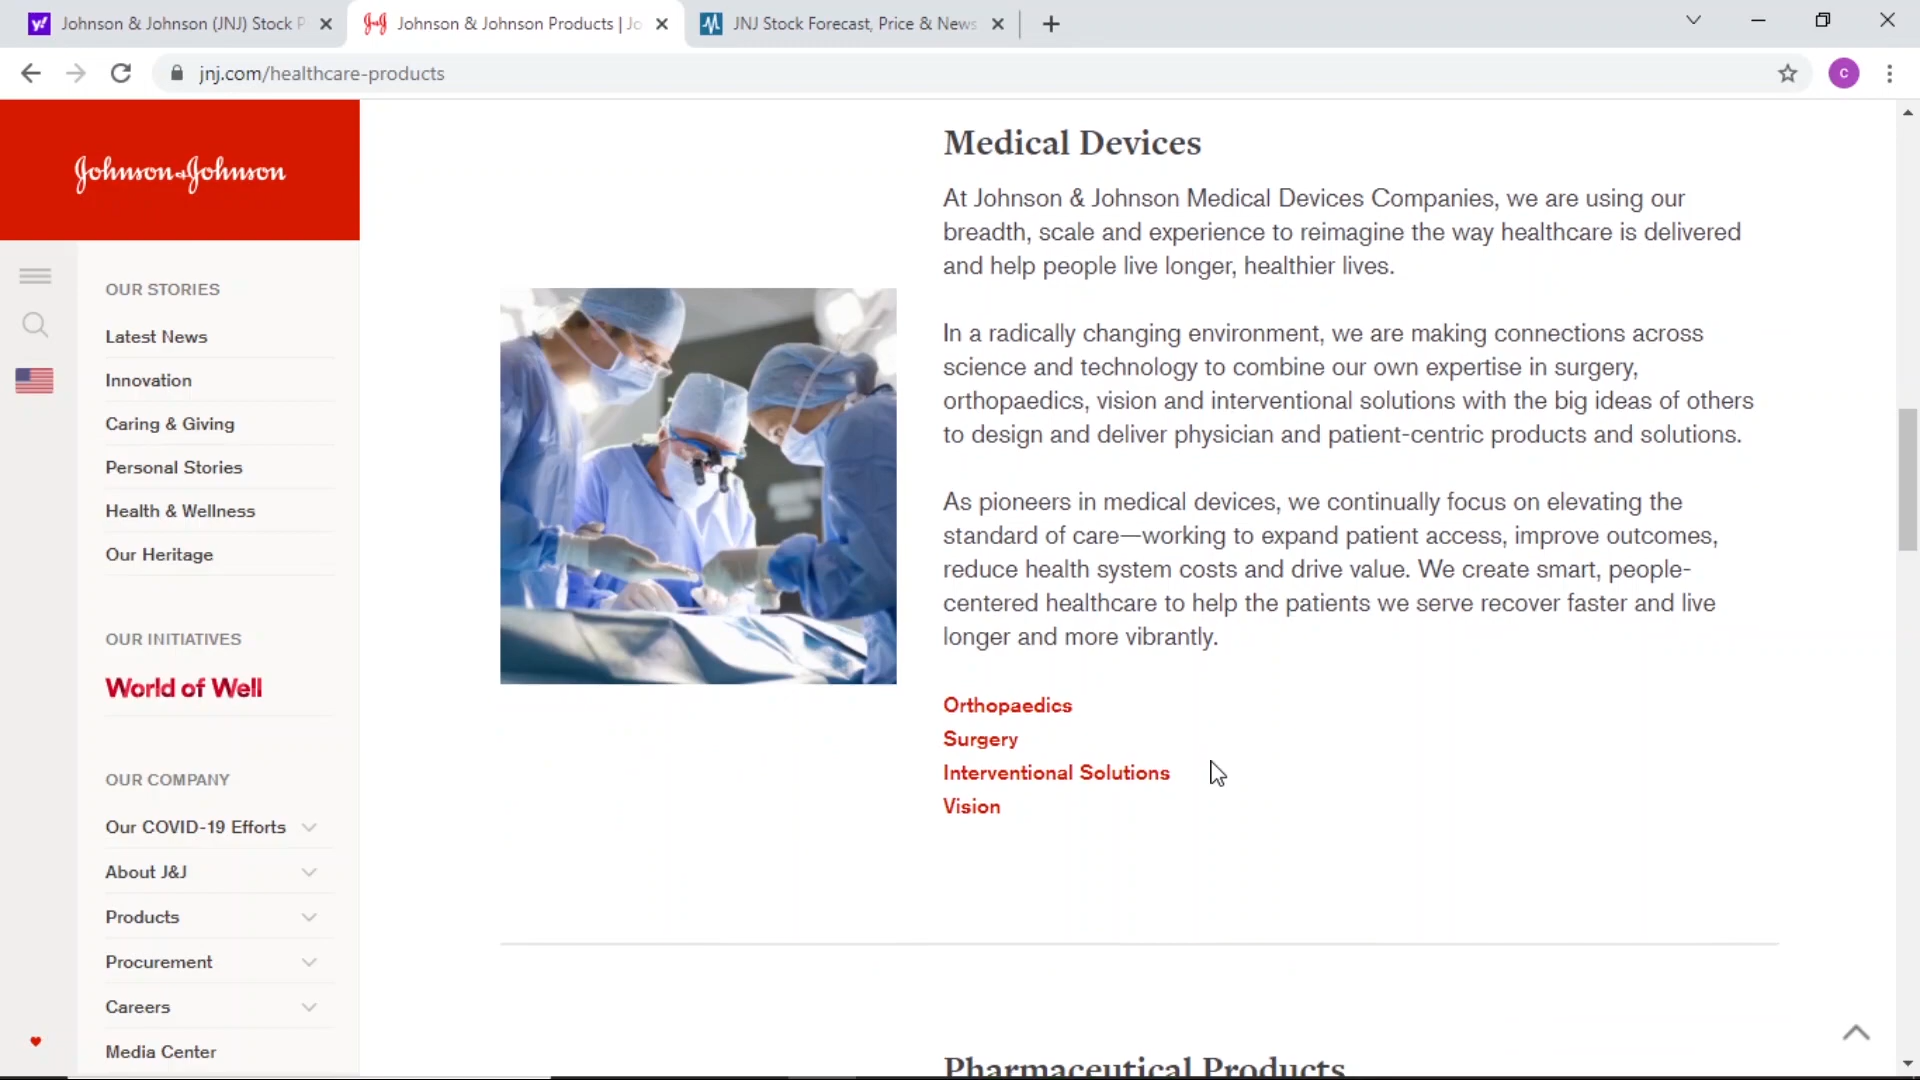 Johnson & Johnson (JNJ) Stock P
Johnson & Johnson Products | Jo
JNJ Stock Forecast, Price & News
jnj.com/healthcare-products
C
Johnson & Johnson
OUR STORIES
Latest News
Innovation
Caring & Giving
Personal Stories
Health & Wellness
Our Heritage
OUR INITIATIVES
World of Well
OUR COMPANY
Our COVID-19 Efforts
About J&J
Products
Procurement
Careers
Media Center
Medical Devices
At Johnson & Johnson Medical Devices Companies, we are using our
breadth, scale and experience to reimagine the way healthcare is delivered
and help people live longer, healthier lives.
In a radically changing environment, we are making connections across
science and technology to combine our own expertise in surgery,
orthopaedics, vision and interventional solutions with the big ideas of others
to design and deliver physician and patient-centric products and solutions.
As pioneers in medical devices, we continually focus on elevating the
standard of care—working to expand patient access, improve outcomes,
reduce health system costs and drive value. We create smart, people-
centered healthcare to help the patients we serve recover faster and live
longer and more vibrantly.
Orthopaedics
Surgery
Interventional Solutions
Vision
Pharmaceutical Products